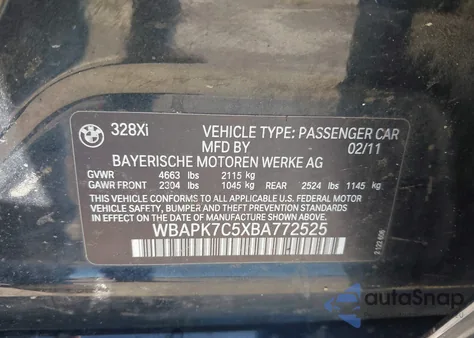 328Xi VEHICLE TYPE: PASSENGER CAR
MFD BY 02/11
BAYERISCHE MOTOREN WERKE AG
GVWR 4663 lbs 2115 kg
GAWR FRONT 2304 lbs 1045 kg REAR 2524 lbs 1145 kg
THIS VEHICLE CONFORMS TO ALL APPLICABLE U.S. FEDERAL MOTOR
VEHICLE SAFETY, BUMPER AND THEFT PREVENTION STANDARDS
IN EFFECT ON THE DATE OF MANUFACTURE SHOWN ABOVE.
WBAPK7C5XBA772525
autoSnap